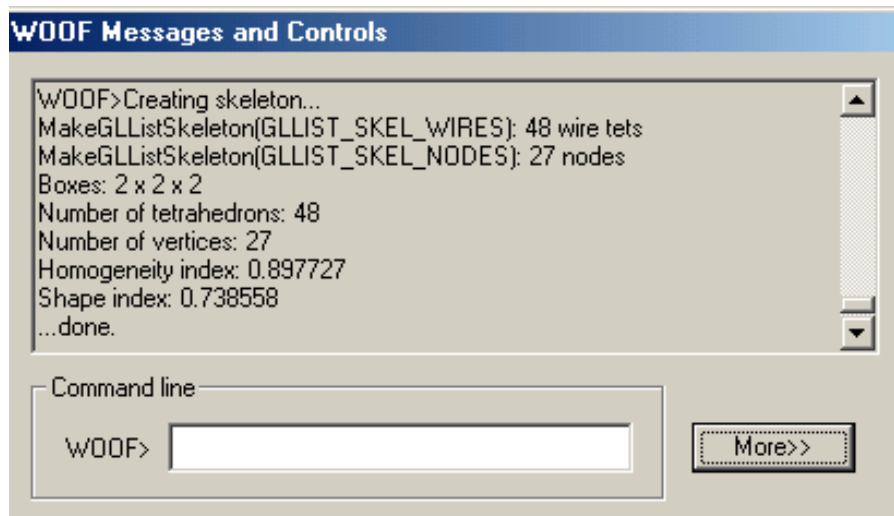 WOOF Messages and Controls
WOOF>Creating skeleton...
MakeGLListSkeleton(GLLIST_SKEL_WIRES): 48 wire tets
MakeGLListSkeleton(GLLIST_SKEL_NODES): 27 nodes
Boxes: 2 x 2 x 2
Number of tetrahedrons: 48
Number of vertices: 27
Homogeneity index: 0.897727
Shape index: 0.738558
...done.
Command line
WOOF>
More>>